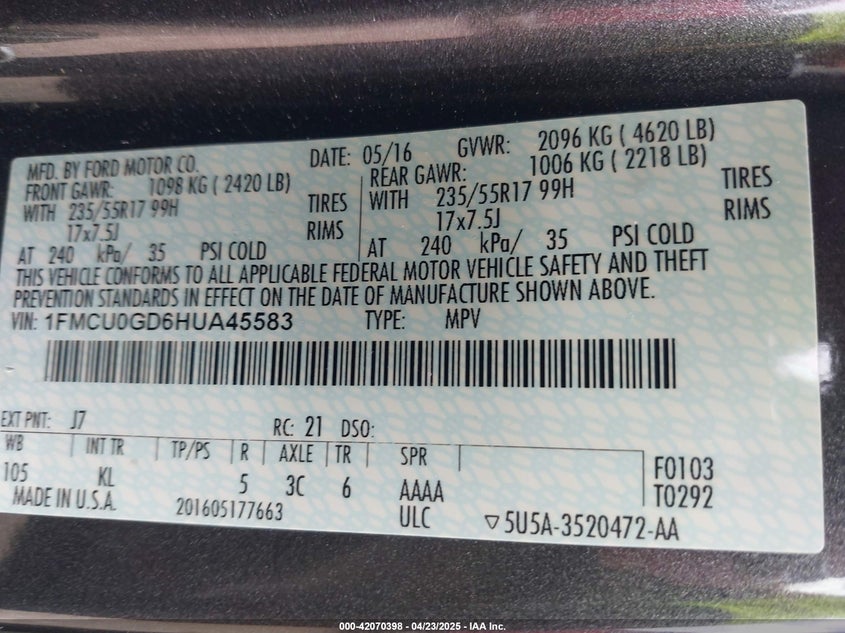 MFD. BY FORD MOTOR CO. DATE: 05/16 GVWR: 2096 KG ( 4620 LB)
FRONT GAWR: 1098 KG ( 2420 LB) REAR GAWR: 1006 KG ( 2218 LB)
WITH 235/55R17 99H TIRES WITH 235/55R17 99H TIRES
17x7.5J RIMS 17x7.5J RIMS
AT 240 kPa/ 35 PSI COLD AT 240 kPa/ 35 PSI COLD
THIS VEHICLE CONFORMS TO ALL APPLICABLE FEDERAL MOTOR VEHICLE SAFETY AND THEFT
PREVENTION STANDARDS IN EFFECT ON THE DATE OF MANUFACTURE SHOWN ABOVE.
VIN: 1FMCU0GD6HUA45583 TYPE: MPV
EXT PNT: J7 RC: 21 DSO:
WB INT TR TP/PS R AXLE TR SPR
105 KL 5 3C 6 AAAA F0103
MADE IN U.S.A. 201605177663 ULC T0292
▽5U5A-3520472-AA
000-42070398 - 04/23/2025 - IAA Inc.